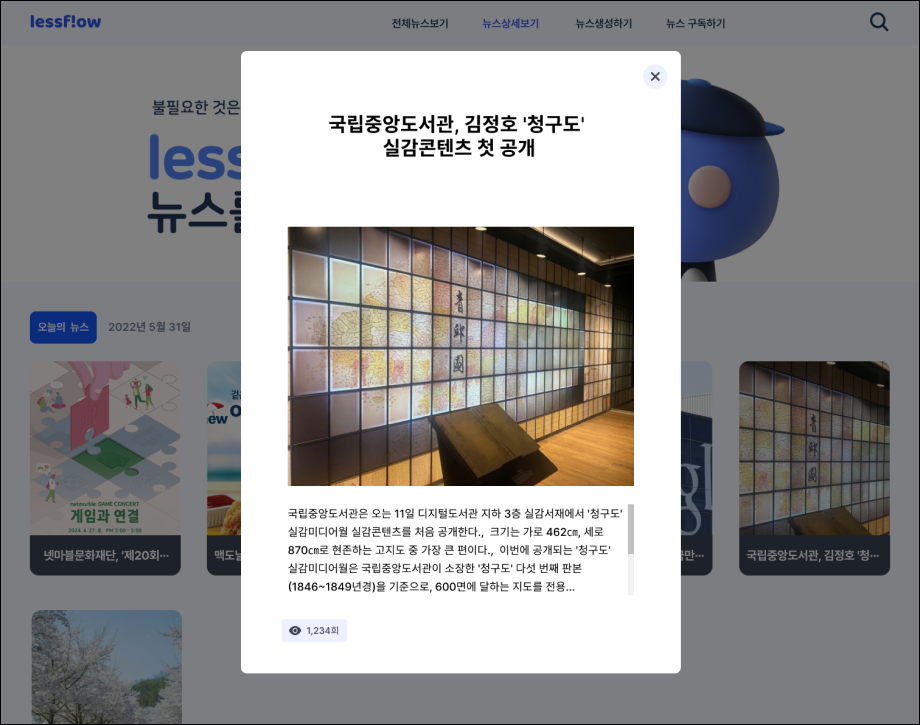 lessf!ow
전체뉴스보기
뉴스상세보기
뉴스생성하기
뉴스 구독하기
불필요한 것은
less
뉴스를
국립중앙도서관, 김정호 '청구도'
실감콘텐츠 첫 공개
靑邱圖
국립중앙도서관은 오는 11일 디지털도서관 지하 3층 실감서재에서 '청구도'
실감미디어월 실감콘텐츠를 처음 공개한다., 크기는 가로 462㎝, 세로
870㎝로 현존하는 고지도 중 가장 큰 편이다., 이번에 공개되는 '청구도'
실감미디어월은 국립중앙도서관이 소장한 '청구도' 다섯 번째 판본
(1846~1849년경)을 기준으로, 600면에 달하는 지도를 전용...
1,234회
오늘의 뉴스
2022년 5월 31일
netmarble GAME CONCERT
게임과 연결
넷마블문화재단, '제20회···
new
맥도날
국만···
靑邱圖
국립중앙도서관, 김정호 '청···